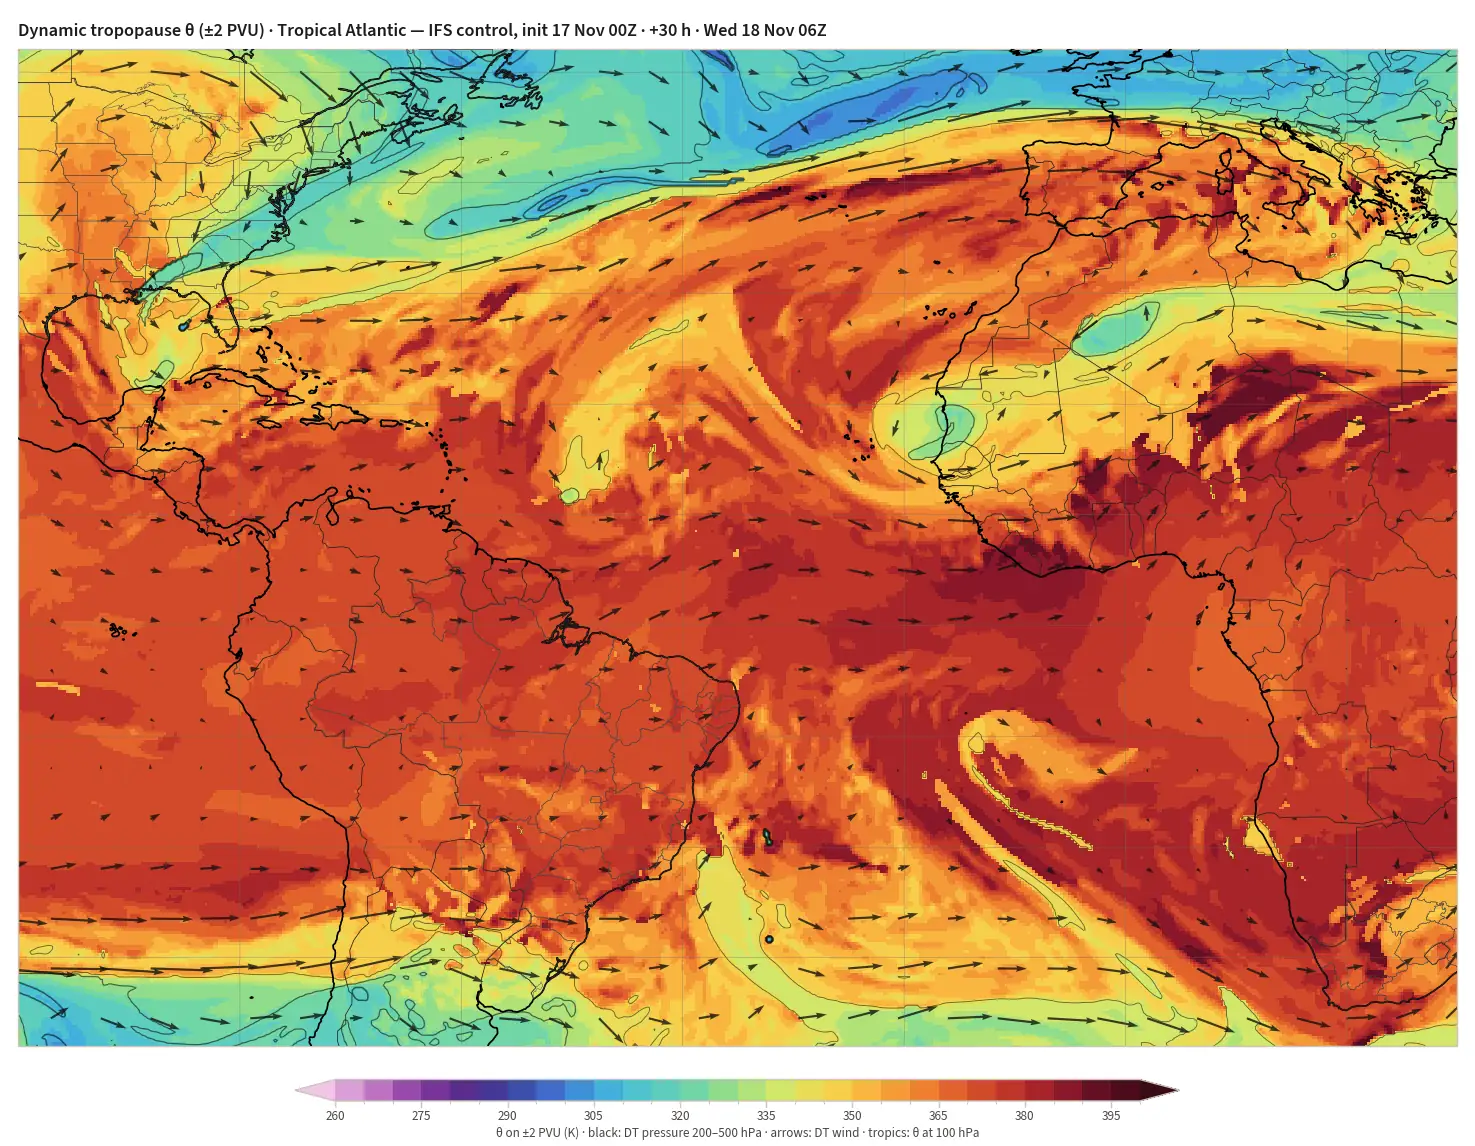 Dynamic tropopause θ (±2 PVU) · Tropical Atlantic — IFS control, init 17 Nov 00Z · +30 h · Wed 18 Nov 06Z
260 275 290 305 320 335 350 365 380 395
θ on ±2 PVU (K) · black: DT pressure 200–500 hPa · arrows: DT wind · tropics: θ at 100 hPa